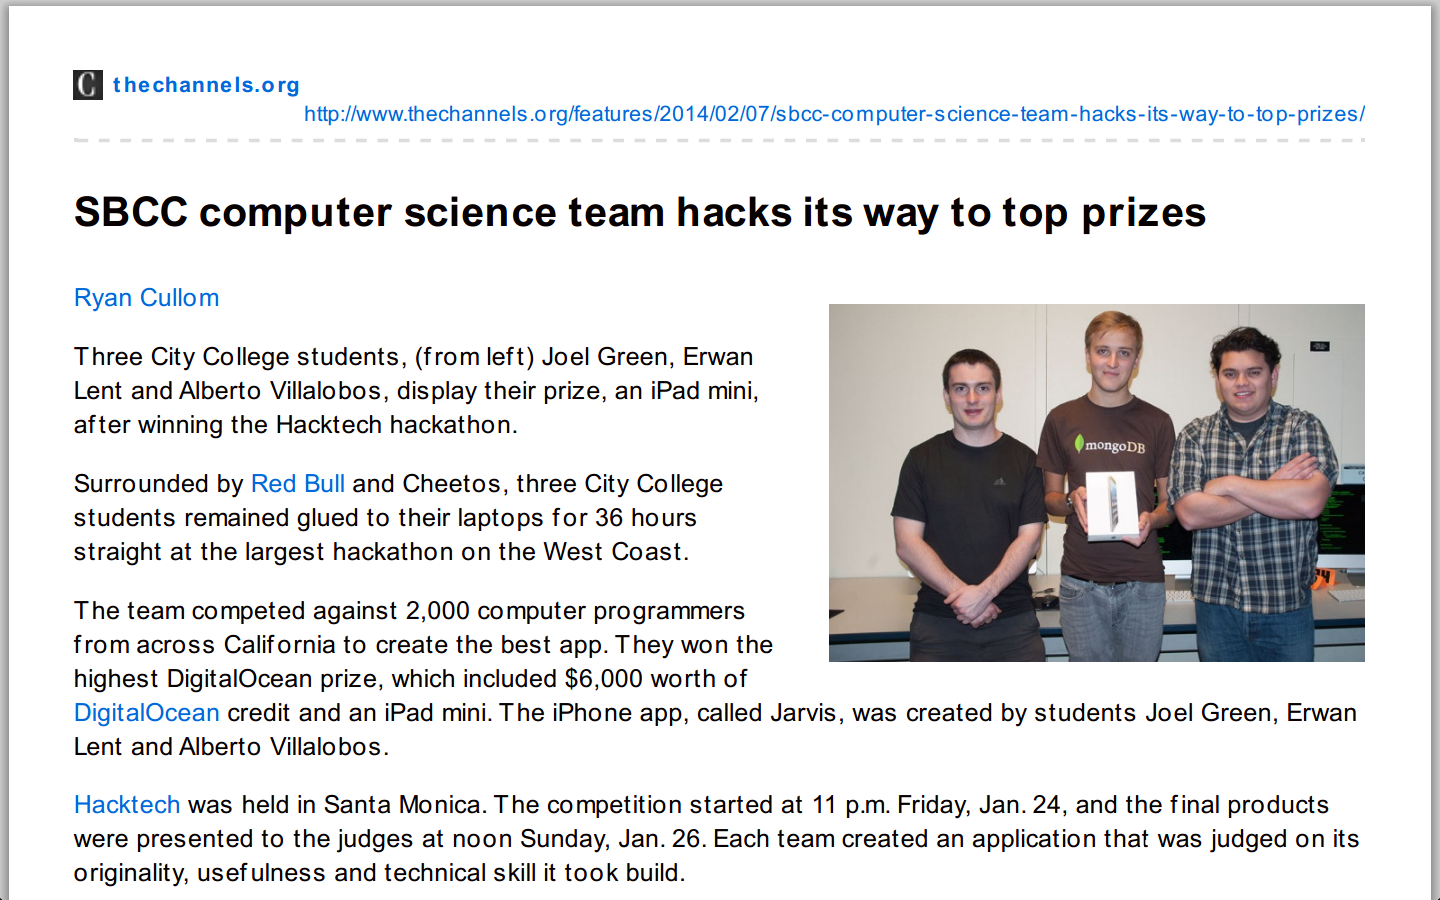 C thechannels.org
http://www.thechannels.org/features/2014/02/07/sbcc-computer-science-team-hacks-its-way-to-top-prizes/
SBCC computer science team hacks its way to top prizes
Ryan Cullom
Three City College students, (from left) Joel Green, Erwan
Lent and Alberto Villalobos, display their prize, an iPad mini,
after winning the Hacktech hackathon.
mongoDB
Surrounded by Red Bull and Cheetos, three City College
students remained glued to their laptops for 36 hours
straight at the largest hackathon on the West Coast.
The team competed against 2,000 computer programmers
from across California to create the best app. They won the
highest DigitalOcean prize, which included $6,000 worth of
DigitalOcean credit and an iPad mini. The iPhone app, called Jarvis, was created by students Joel Green, Erwan
Lent and Alberto Villalobos.
Hacktech was held in Santa Monica. The competition started at 11 p.m. Friday, Jan. 24, and the final products
were presented to the judges at noon Sunday, Jan. 26. Each team created an application that was judged on its
originality, usefulness and technical skill it took build.